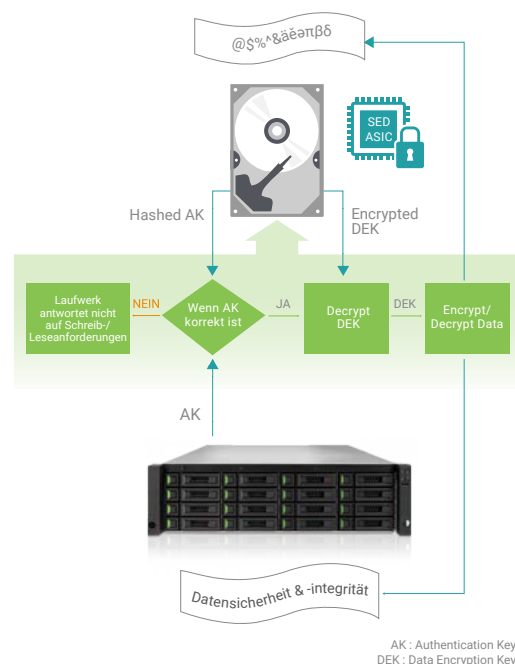 @$%^&äĕəπβδ
SED
ASIC
Hashed AK
Encrypted
DEK
Laufwerk
antwortet nicht
auf Schreib-/
Leseanforderungen
NEIN
Wenn AK
korrekt ist
JA
Decrypt
DEK
DEK
Encrypt/
Decrypt Data
AK
Datensicherheit & -integrität
AK : Authentication Key
DEK : Data Encryption Key